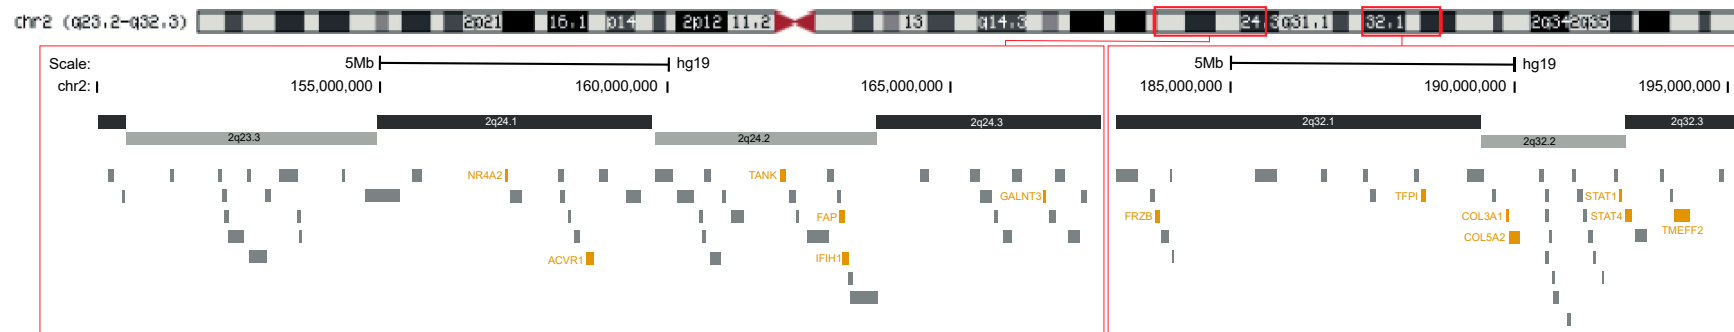 chr2 (q23.2-q32.3) 2p21 16.1 p14 2p12 11.2 13 q14.3 24.3 q31.1 32.1 2q34 2q35
Scale: 5Mb hg19 5Mb hg19
chr2: 155,000,000 160,000,000 165,000,000 185,000,000 190,000,000 195,000,000
2q24.1 2q24.3 2q32.1 2q32.3
2q23.3 2q24.2 2q32.2
NR4A2 TANK
GALNT3 TFPI STAT1
FAP FRZB COL3A1 STAT4
COL5A2 TMEFF2
ACVR1 IFIH1